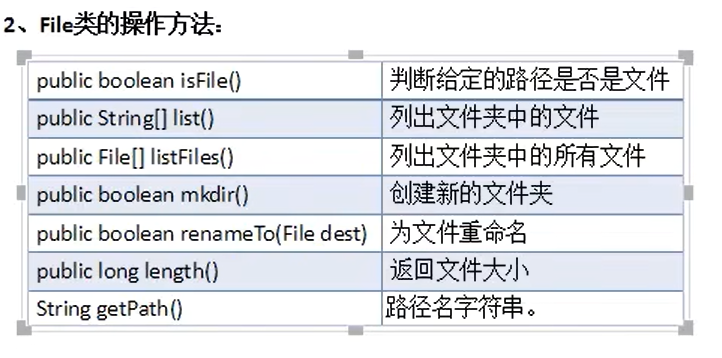 2、File类的操作方法：
public boolean isFile() 判断给定的路径是否是文件
public String[] list() 列出文件夹中的文件
public File[] listFiles() 列出文件夹中的所有文件
public boolean mkdir() 创建新的文件夹
public boolean renameTo(File dest) 为文件重命名
public long length() 返回文件大小
String getPath() 路径名字符串。